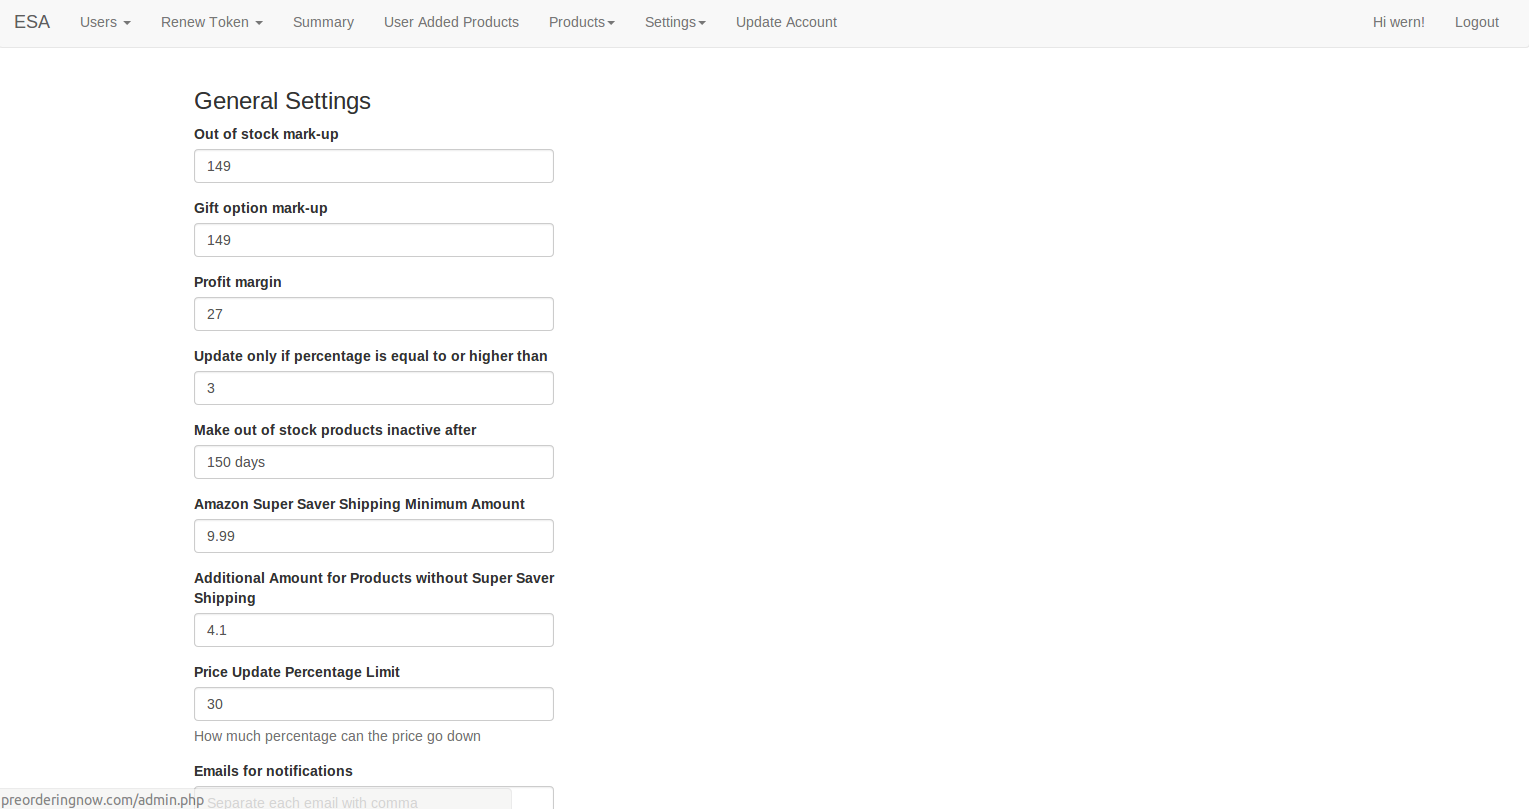 ESA Users Renew Token Summary User Added Products Products Settings Update Account Hi wern! Logout
General Settings
Out of stock mark-up
149
Gift option mark-up
149
Profit margin
27
Update only if percentage is equal to or higher than
3
Make out of stock products inactive after
150 days
Amazon Super Saver Shipping Minimum Amount
9.99
Additional Amount for Products without Super Saver
Shipping
4.1
Price Update Percentage Limit
30
How much percentage can the price go down
Emails for notifications
Separate each email with comma
preorderingnow.com/admin.php